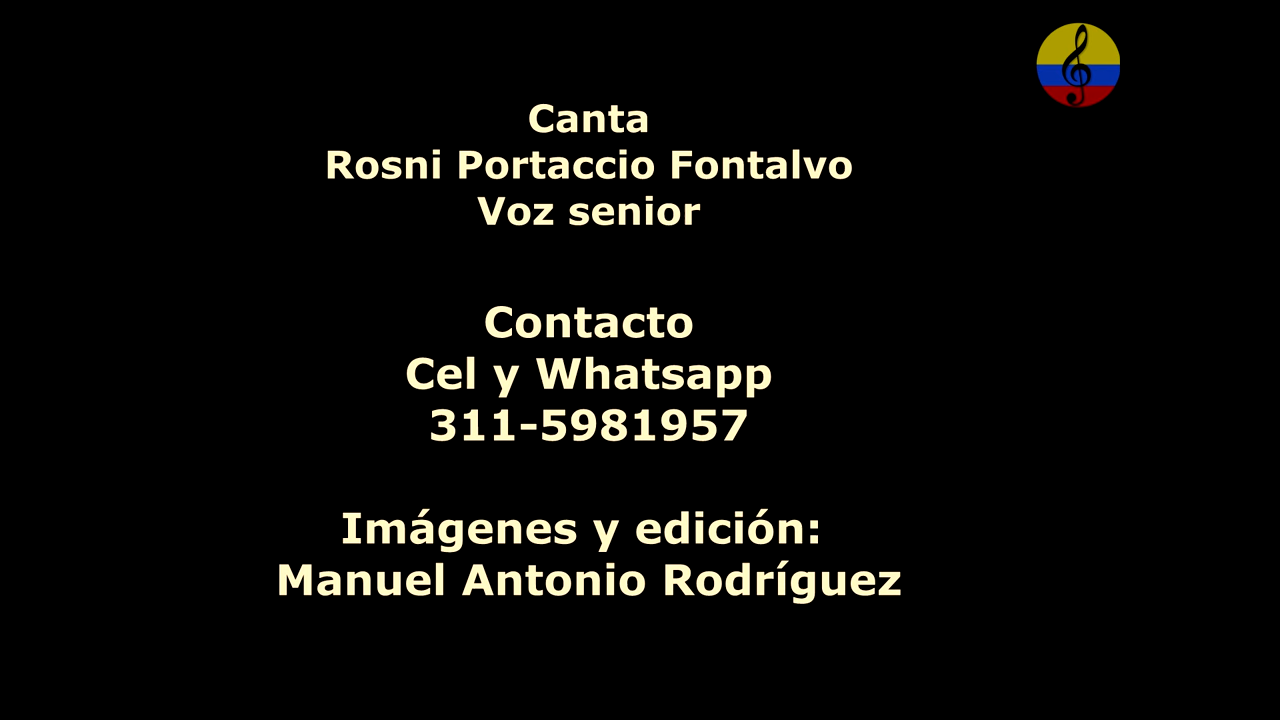 Canta
Rosni Portaccio Fontalvo
Voz senior
Contacto
Cel y Whatsapp
311-5981957
Imágenes y edición:
Manuel Antonio Rodríguez